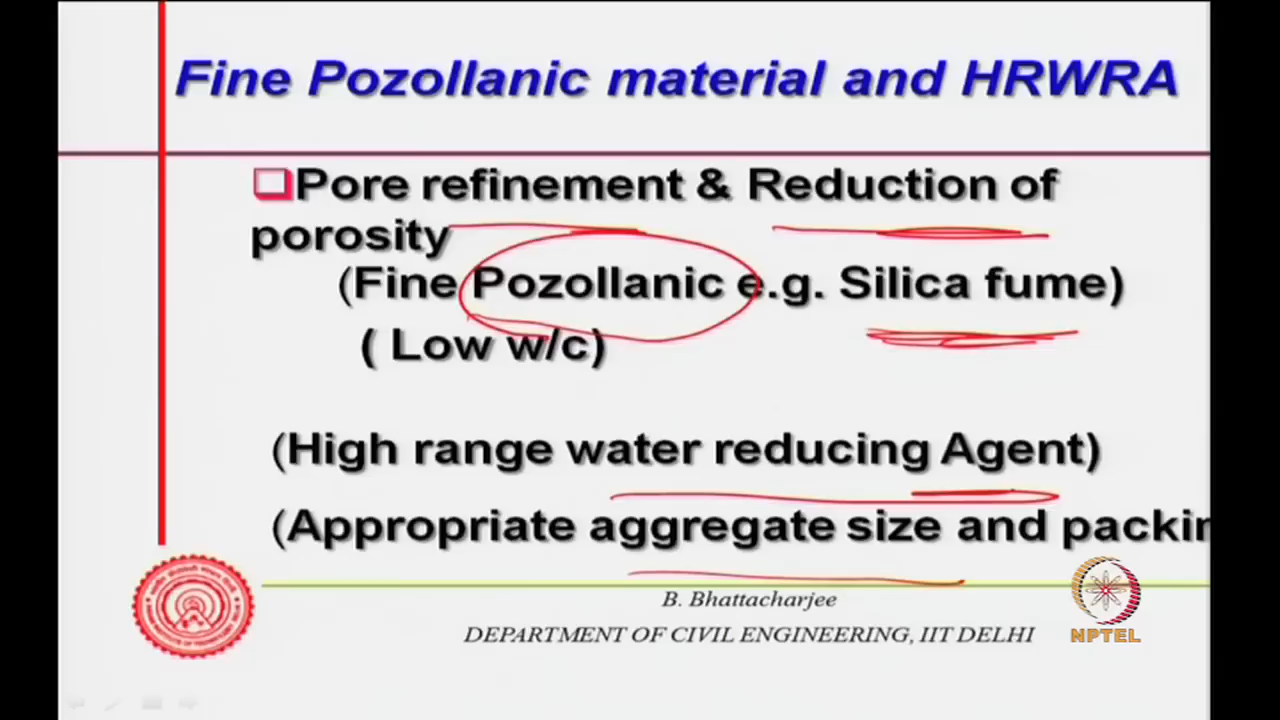 Fine Pozollanic material and HRWRA
Pore refinement & Reduction of
porosity
(Fine Pozollanic e.g. Silica fume)
( Low w/c)
(High range water reducing Agent)
(Appropriate aggregate size and packin
B. Bhattacharjee
DEPARTMENT OF CIVIL ENGINEERING, IIT DELHI
NPTEL